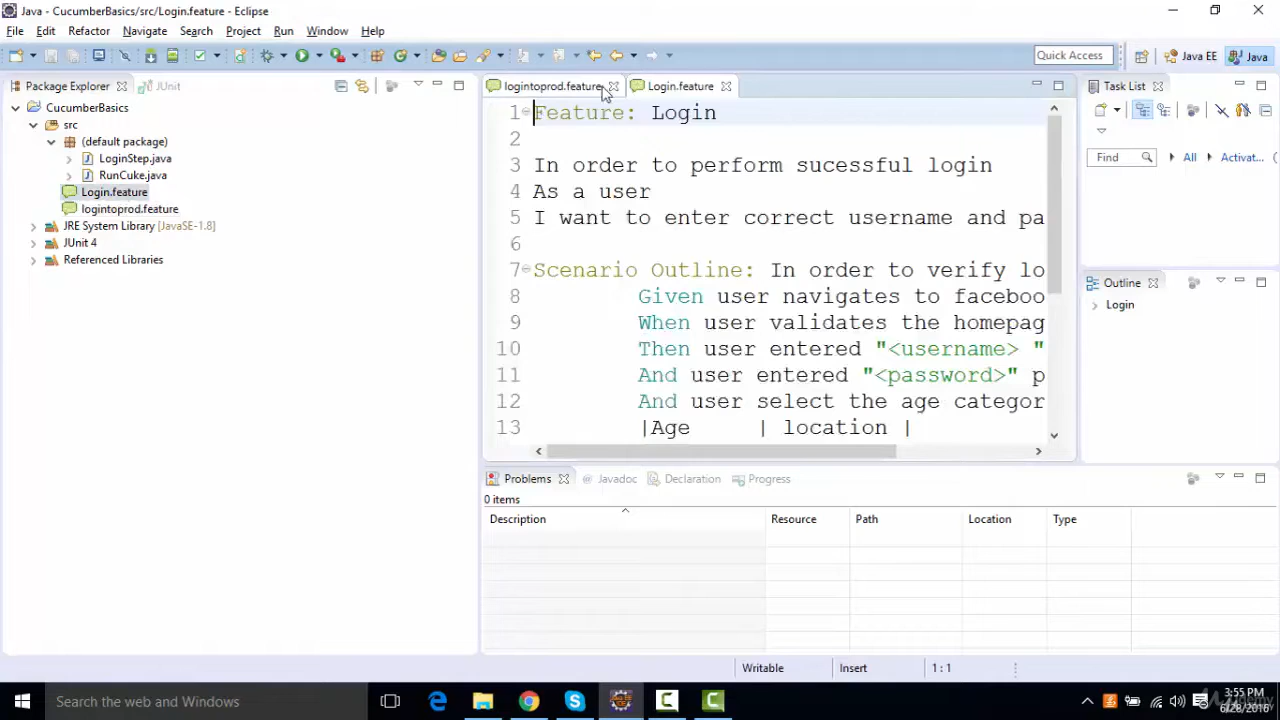 Java - CucumberBasics/src/Login.feature - Eclipse
File Edit Refactor Navigate Search Project Run Window Help
Quick Access
Java EE
Java
Package Explorer
JUnit
CucumberBasics
src
(default package)
LoginStep.java
RunCuke.java
Login.feature
logintoprod.feature
JRE System Library [JavaSE-1.8]
JUnit 4
Referenced Libraries
logintoprod.feature
Login.feature
1 Feature: Login
2
3 In order to perform sucessful login
4 As a user
5 I want to enter correct username and pa
6
7 Scenario Outline: In order to verify lo
8 Given user navigates to faceboo
9 When user validates the homepag
10 Then user entered "<username> "
11 And user entered "<password>" p
12 And user select the age categor
13 |Age | location |
Task List
Find
All
Activat...
Outline
Login
Problems
@ Javadoc
Declaration
Progress
0 items
Description Resource Path Location Type
Writable Insert 1 : 1
Search the web and Windows
3:55 PM
6/28/2016